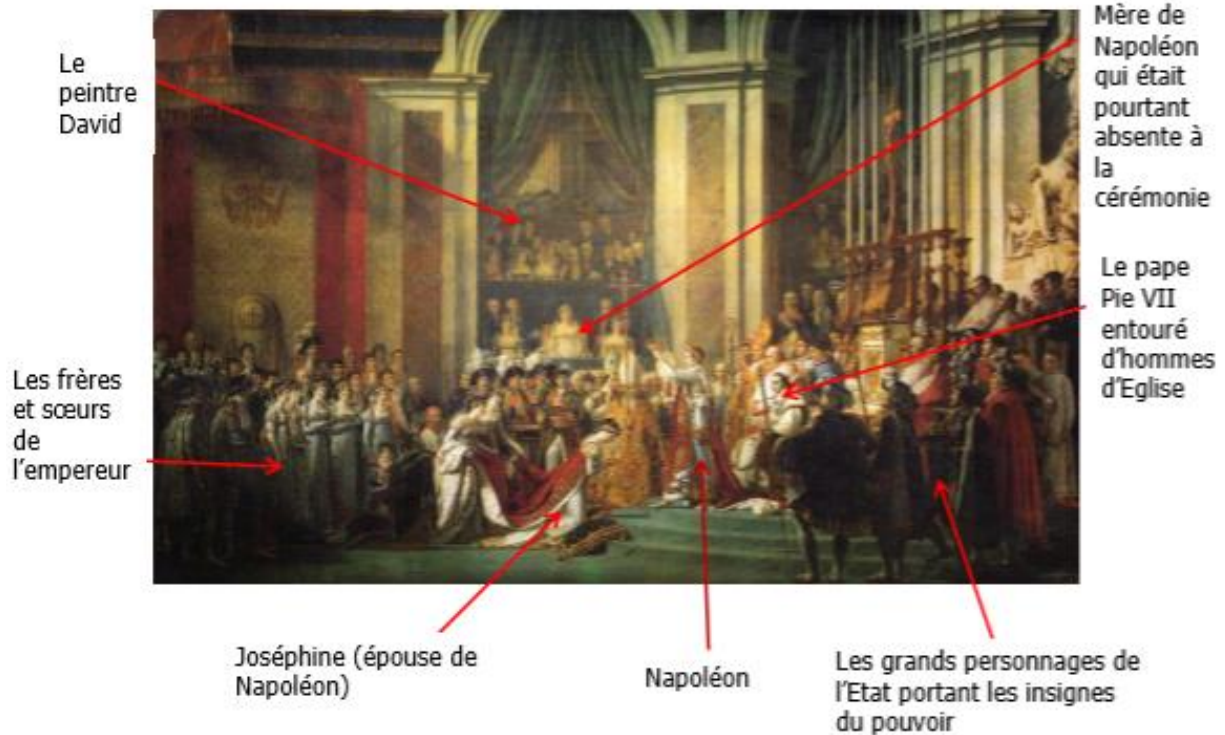 Le
peintre
David
Mère de
Napoléon
qui était
pourtant
absente à
la
cérémonie
Le pape
Pie VII
entouré
d'hommes
d'Eglise
Les frères
et sœurs
de
l'empereur
Joséphine (épouse de
Napoléon)
Napoléon
Les grands personnages de
l'Etat portant les insignes
du pouvoir